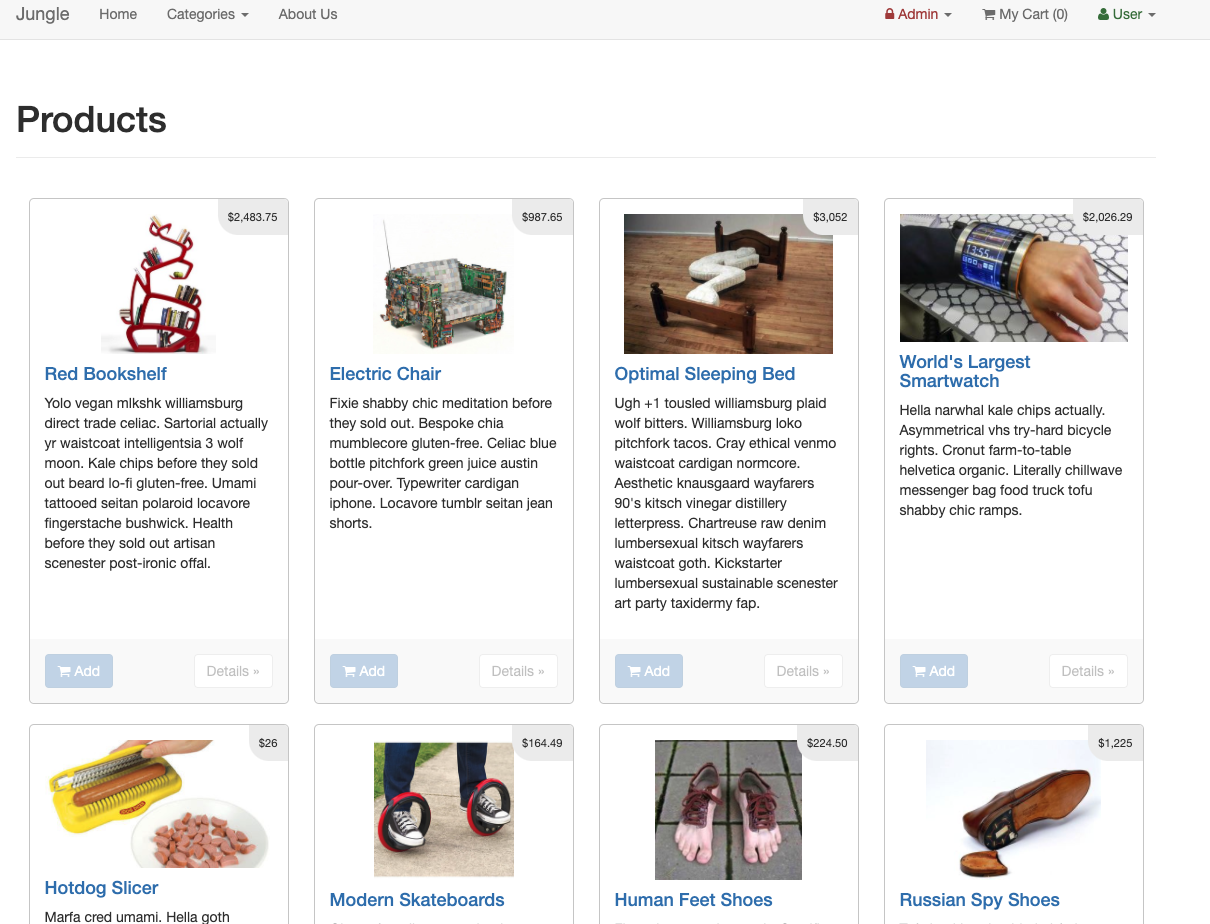 Jungle Home Categories About Us Admin My Cart (0) User
Products
$2,483.75
Red Bookshelf
Yolo vegan mlkshk williamsburg
direct trade celiac. Sartorial actually
yr waistcoat intelligentsia 3 wolf
moon. Kale chips before they sold
out beard lo-fi gluten-free. Umami
tattooed seitan polaroid locavore
fingerstache bushwick. Health
before they sold out artisan
scenester post-ironic offal.
Add Details »
$987.65
Electric Chair
Fixie shabby chic meditation before
they sold out. Bespoke chia
mumblecore gluten-free. Celiac blue
bottle pitchfork green juice austin
pour-over. Typewriter cardigan
iphone. Locavore tumblr seitan jean
shorts.
Add Details »
$3,052
Optimal Sleeping Bed
Ugh +1 tousled williamsburg plaid
wolf bitters. Williamsburg loko
pitchfork tacos. Cray ethical venmo
waistcoat cardigan normcore.
Aesthetic knausgaard wayfarers
90's kitsch vinegar distillery
letterpress. Chartreuse raw denim
lumbersexual kitsch wayfarers
waistcoat goth. Kickstarter
lumbersexual sustainable scenester
art party taxidermy fap.
Add Details »
$2,026.29
13:55
World's Largest
Smartwatch
Hella narwhal kale chips actually.
Asymmetrical vhs try-hard bicycle
rights. Cronut farm-to-table
helvetica organic. Literally chillwave
messenger bag food truck tofu
shabby chic ramps.
Add Details »
$26
Hotdog Slicer
Marfa cred umami. Hella goth
$164.49
Modern Skateboards
$224.50
Human Feet Shoes
$1,225
Russian Spy Shoes